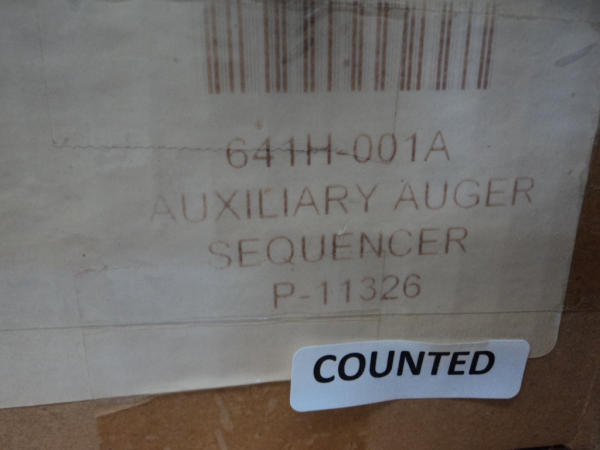 641H-001A
AUXILIARY AUGER
SEQUENCER
P-11326
COUNTED